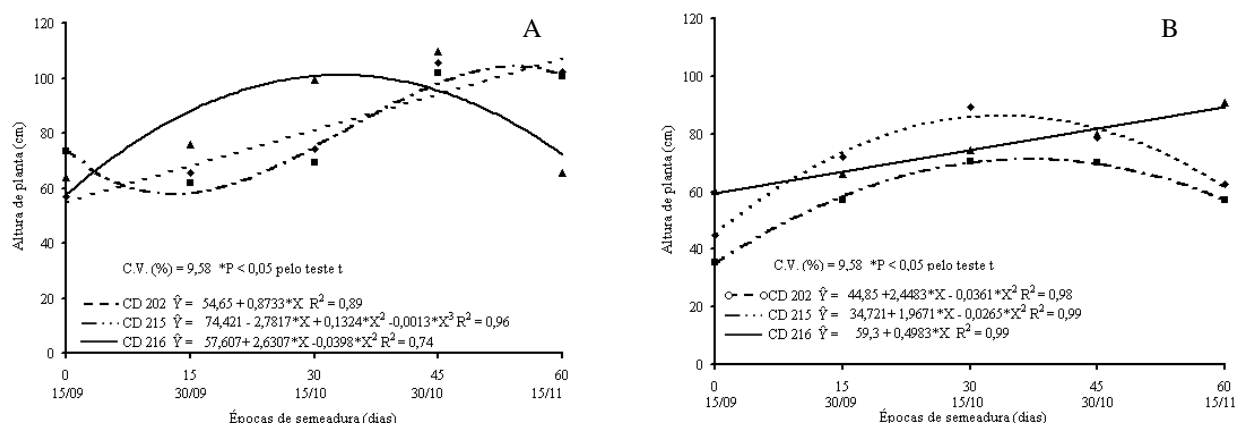 A
Altura de planta (cm)
120
100
80
60
40
20
0
C.V. (%) = 9,58 *P < 0,05 pelo teste t
CD 202 Ŷ = 54,65 + 0,8733*X R² = 0,89
CD 215 Ŷ = 74,421 - 2,7817*X + 0,1324*X² -0,0013*X³ R² = 0,96
CD 216 Ŷ = 57,607+ 2,6307*X -0,0398*X² R² = 0,74
0 15 30 45 60
15/09 30/09 15/10 30/10 15/11
Épocas de semeadura (dias)
B
Altura de planta (cm)
120
100
80
60
40
20
0
C.V. (%) = 9,58 *P < 0,05 pelo teste t
CD 202 Ŷ = 44,85 +2,4483*X - 0,0361*X² R² = 0,98
CD 215 Ŷ = 34,721+1,9671*X - 0,0265*X² R² = 0,99
CD 216 Ŷ = 59,3 + 0,4983*X R² = 0,99
0 15 30 45 60
15/09 30/09 15/10 30/10 15/11
Épocas de semeadura (dias)